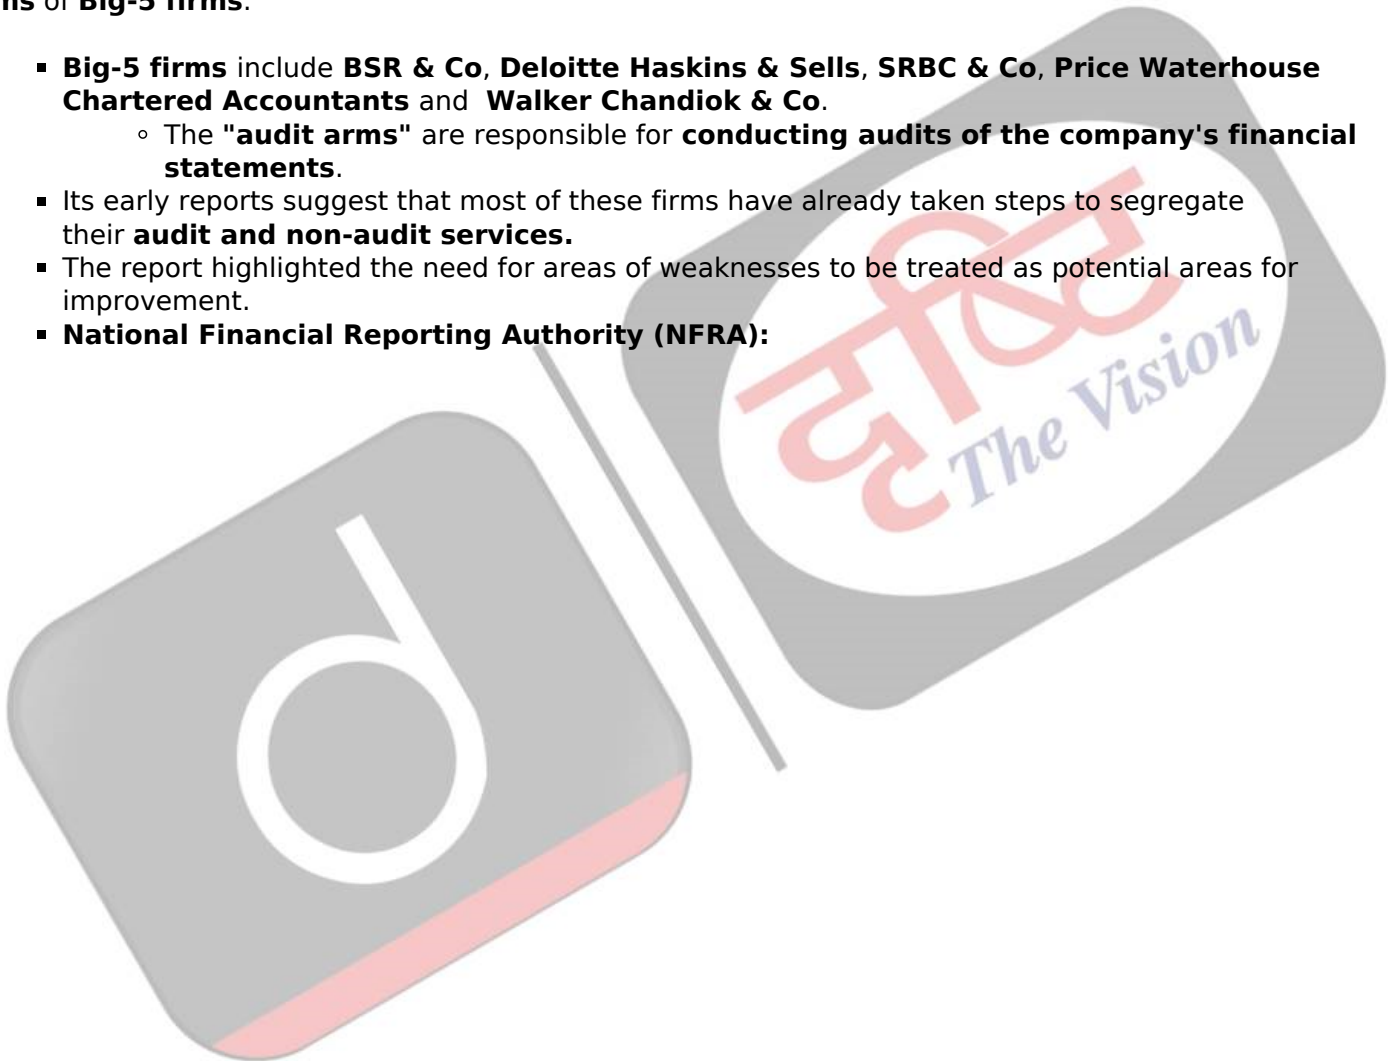 ms of Big-5 firms.
▪ Big-5 firms include BSR & Co, Deloitte Haskins & Sells, SRBC & Co, Price Waterhouse
Chartered Accountants and Walker Chandiok & Co.
◦ The "audit arms" are responsible for conducting audits of the company's financial
statements.
▪ Its early reports suggest that most of these firms have already taken steps to segregate
their audit and non-audit services.
▪ The report highlighted the need for areas of weaknesses to be treated as potential areas for
improvement.
▪ National Financial Reporting Authority (NFRA):
दृष्टि
The Vision
d